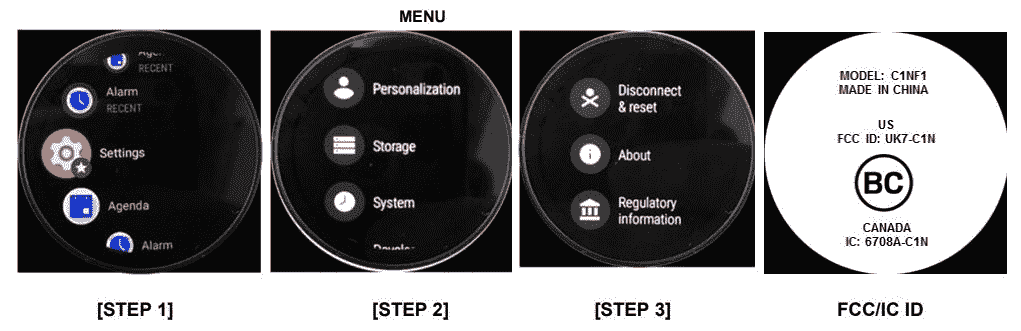 MENU
RECENT
Alarm
RECENT
Settings
Agenda
Alarm
Personalization
Storage
System
Disconnect
& reset
About
Regulatory
information
MODEL: C1NF1
MADE IN CHINA
US
FCC ID: UK7-C1N
BC
CANADA
IC: 6708A-C1N
[STEP 1]
[STEP 2]
[STEP 3]
FCC/IC ID